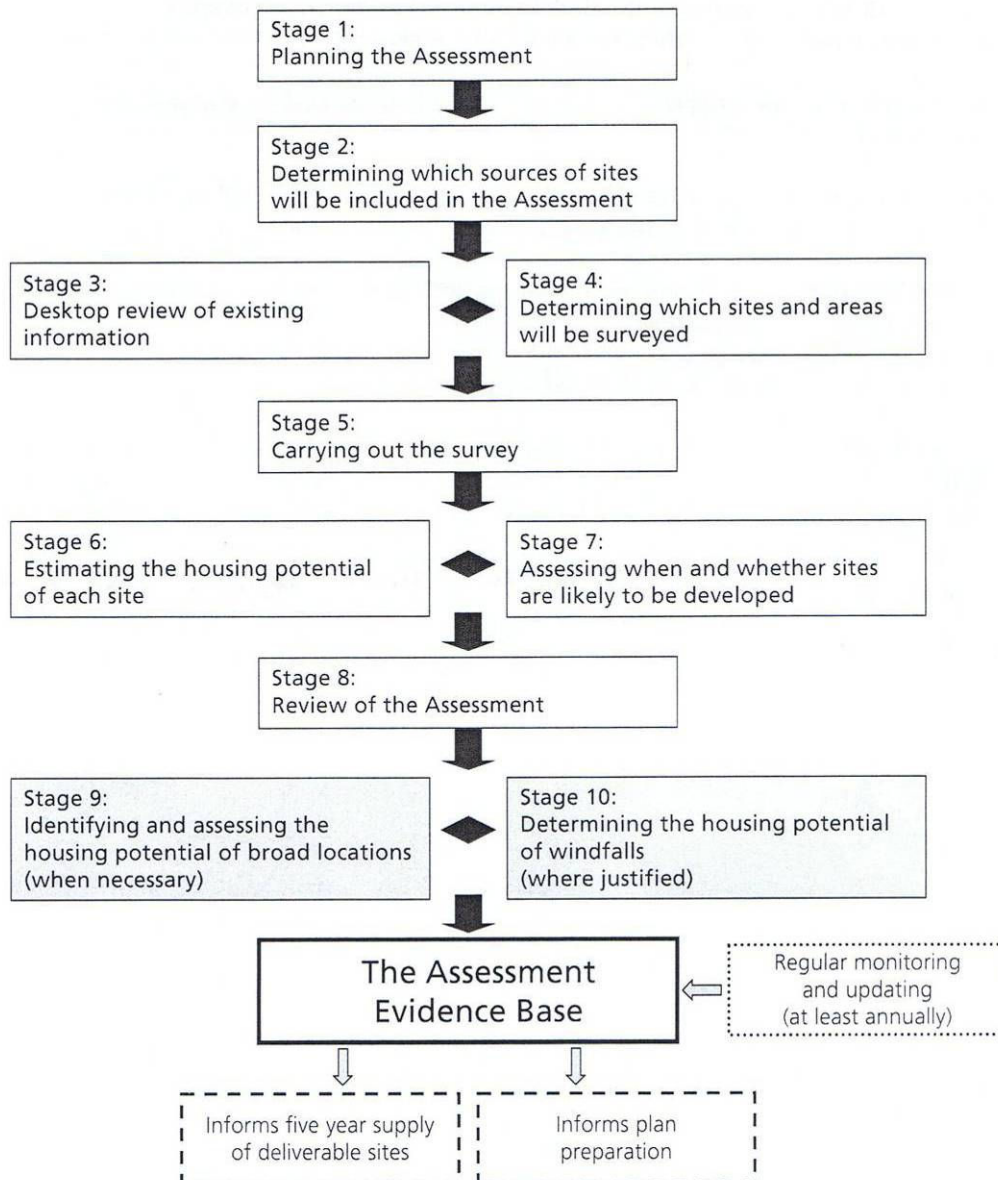 Stage 1:
Planning the Assessment
Stage 2:
Determining which sources of sites
will be included in the Assessment
Stage 3:
Desktop review of existing
information
Stage 4:
Determining which sites and areas
will be surveyed
Stage 5:
Carrying out the survey
Stage 6:
Estimating the housing potential
of each site
Stage 7:
Assessing when and whether sites
are likely to be developed
Stage 8:
Review of the Assessment
Stage 9:
Identifying and assessing the
housing potential of broad locations
(when necessary)
Stage 10:
Determining the housing potential
of windfalls
(where justified)
The Assessment
Evidence Base
Regular monitoring
and updating
(at least annually)
Informs five year supply
of deliverable sites
Informs plan
preparation